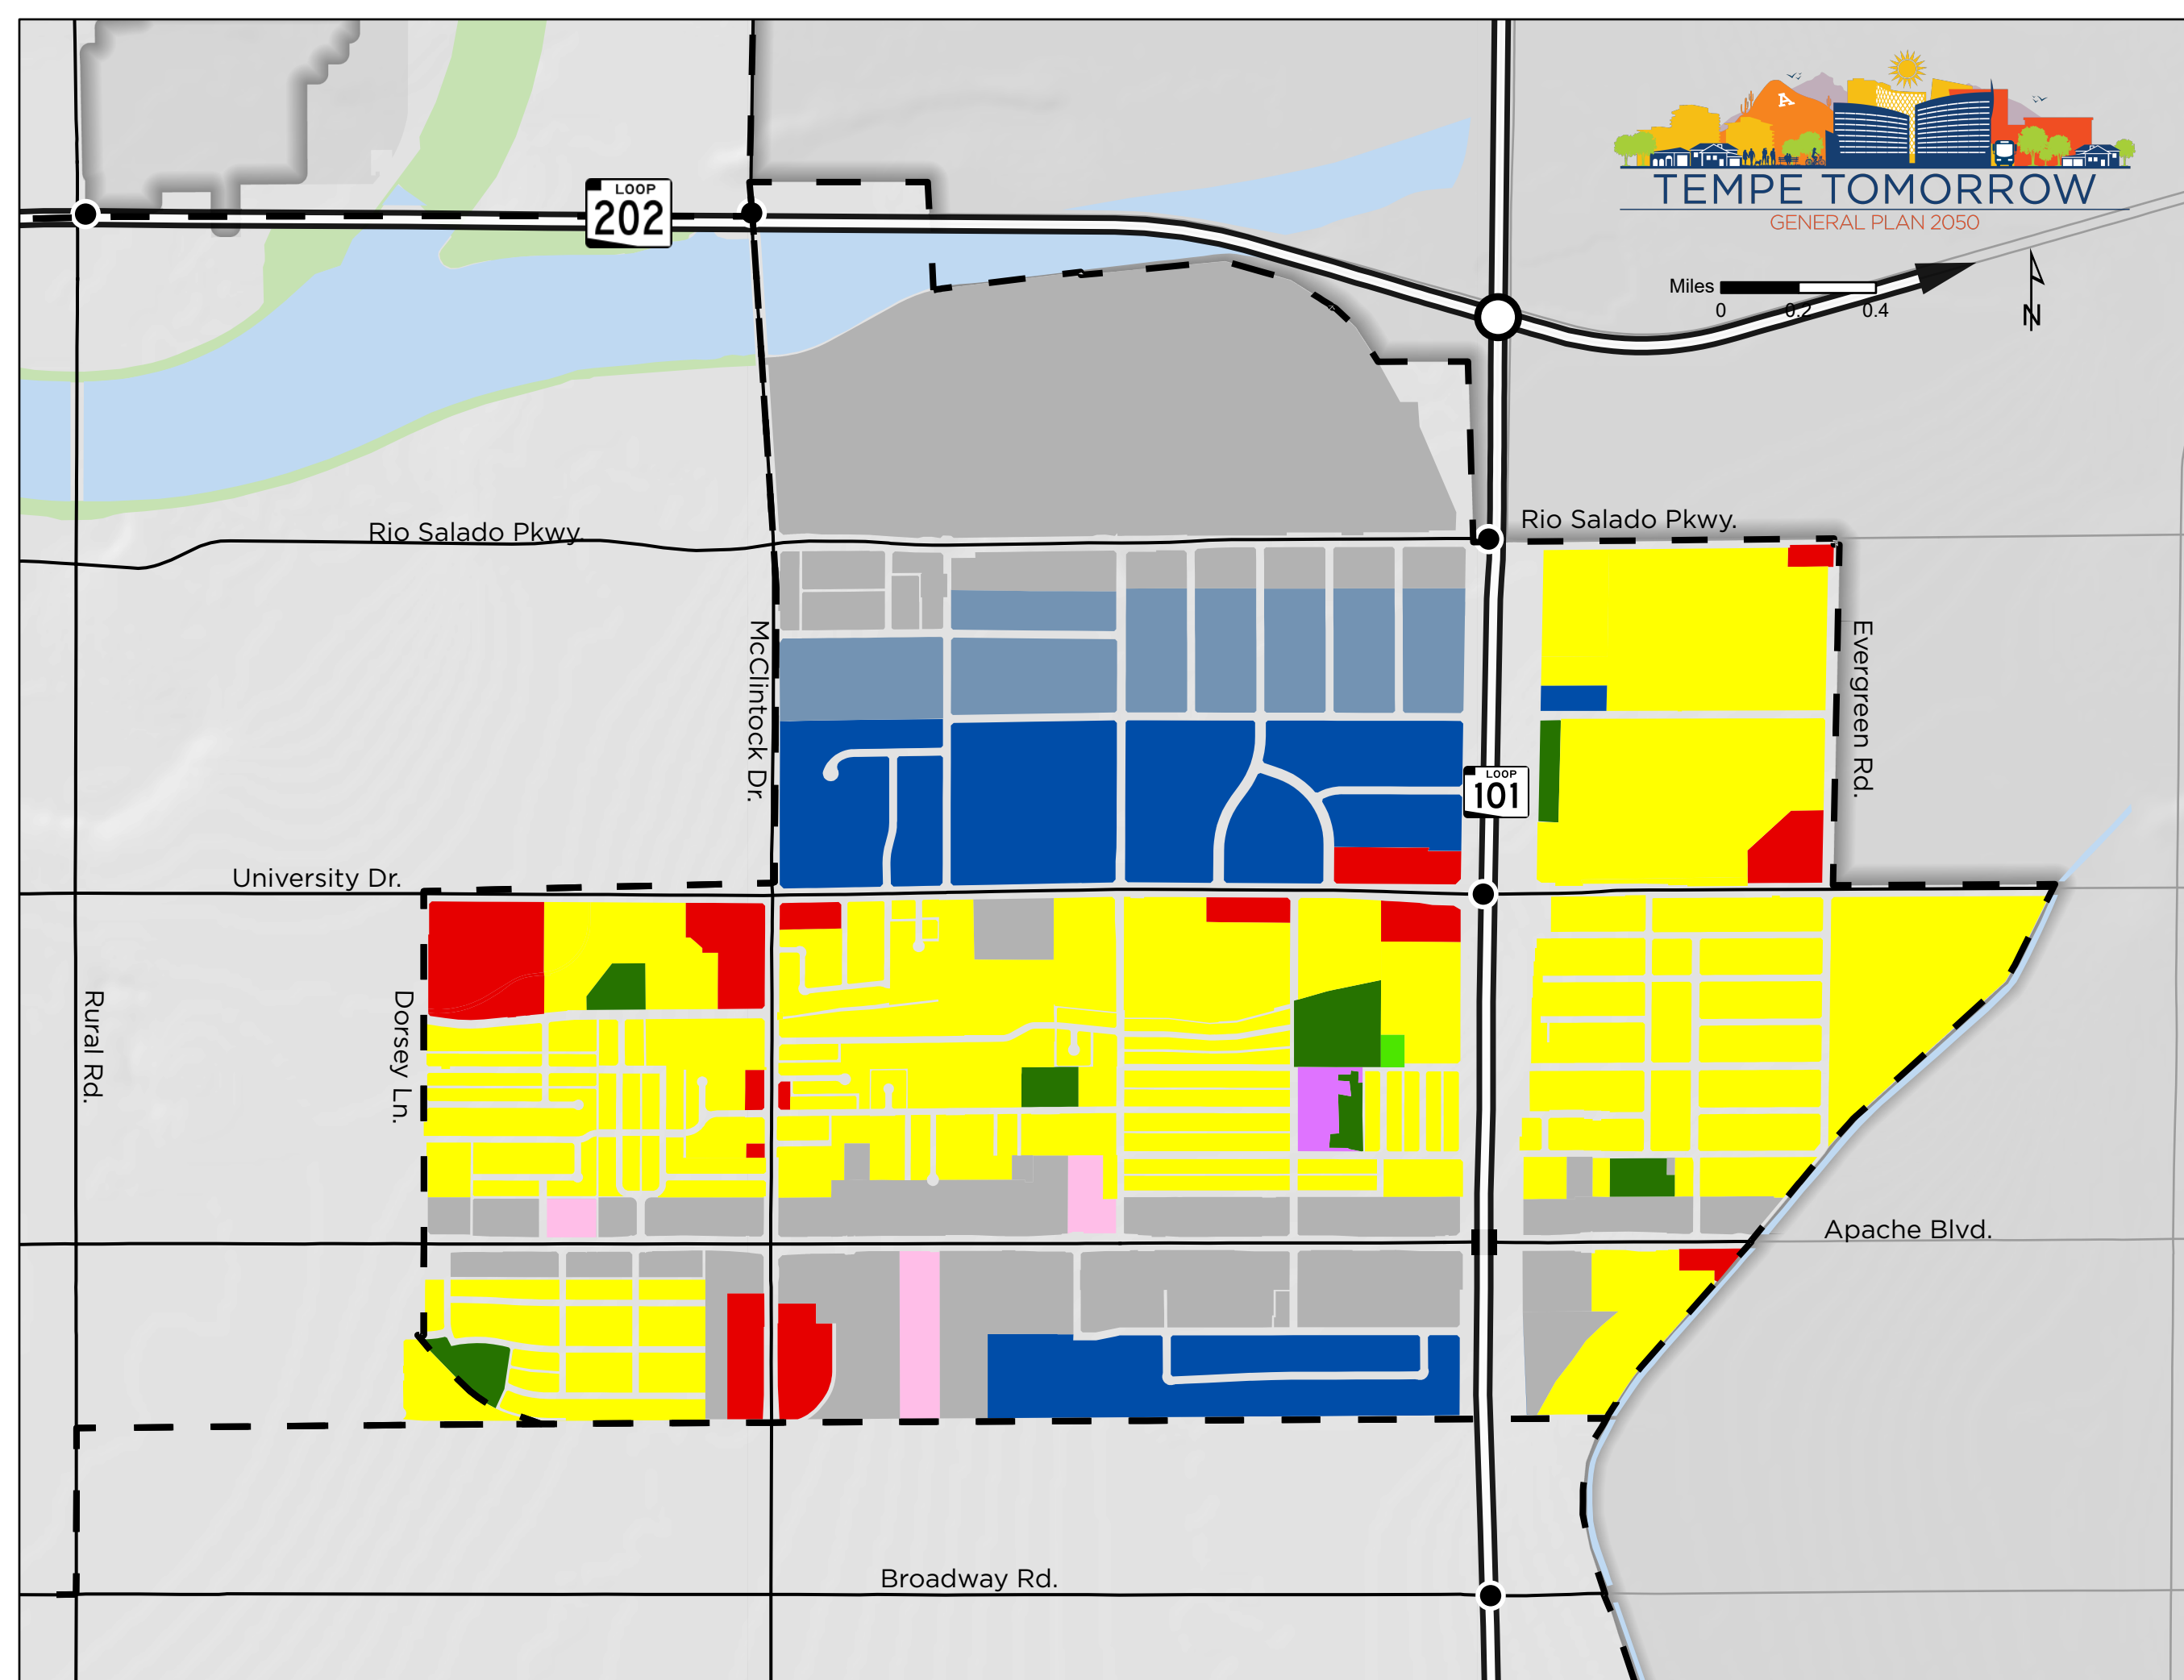 A
TEMPE TOMORROW
GENERAL PLAN 2050
LOOP
202
Miles
0 0.2 0.4
N
Rio Salado Pkwy.
Rio Salado Pkwy.
McClintock Dr.
Evergreen Rd.
LOOP
101
University Dr.
Rural Rd.
Dorsey Ln.
Apache Blvd.
Broadway Rd.